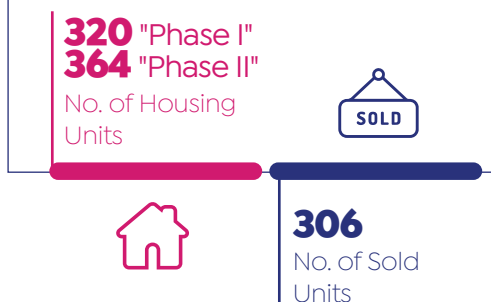 320 "Phase I"
364 "Phase II"
No. of Housing
Units
SOLD
306
No. of Sold
Units